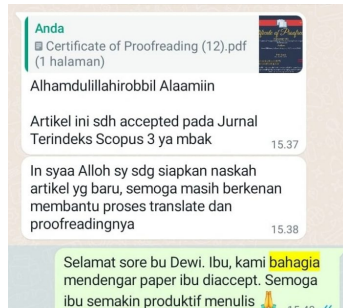 Anda
Certificate of Proofreading (12).pdf
(1 halaman)
Alhamdulillahirobbil Alaamiin
Artikel ini sdh accepted pada Jurnal
Terindeks Scopus 3 ya mbak
15.37
In syaa Alloh sy sdg siapkan naskah
artikel yg baru, semoga masih berkenan
membantu proses translate dan
proofreadingnya
15.38
Selamat sore bu Dewi. Ibu, kami bahagia
mendengar paper ibu diaccept. Semoga
ibu semakin produktif menulis 🙏